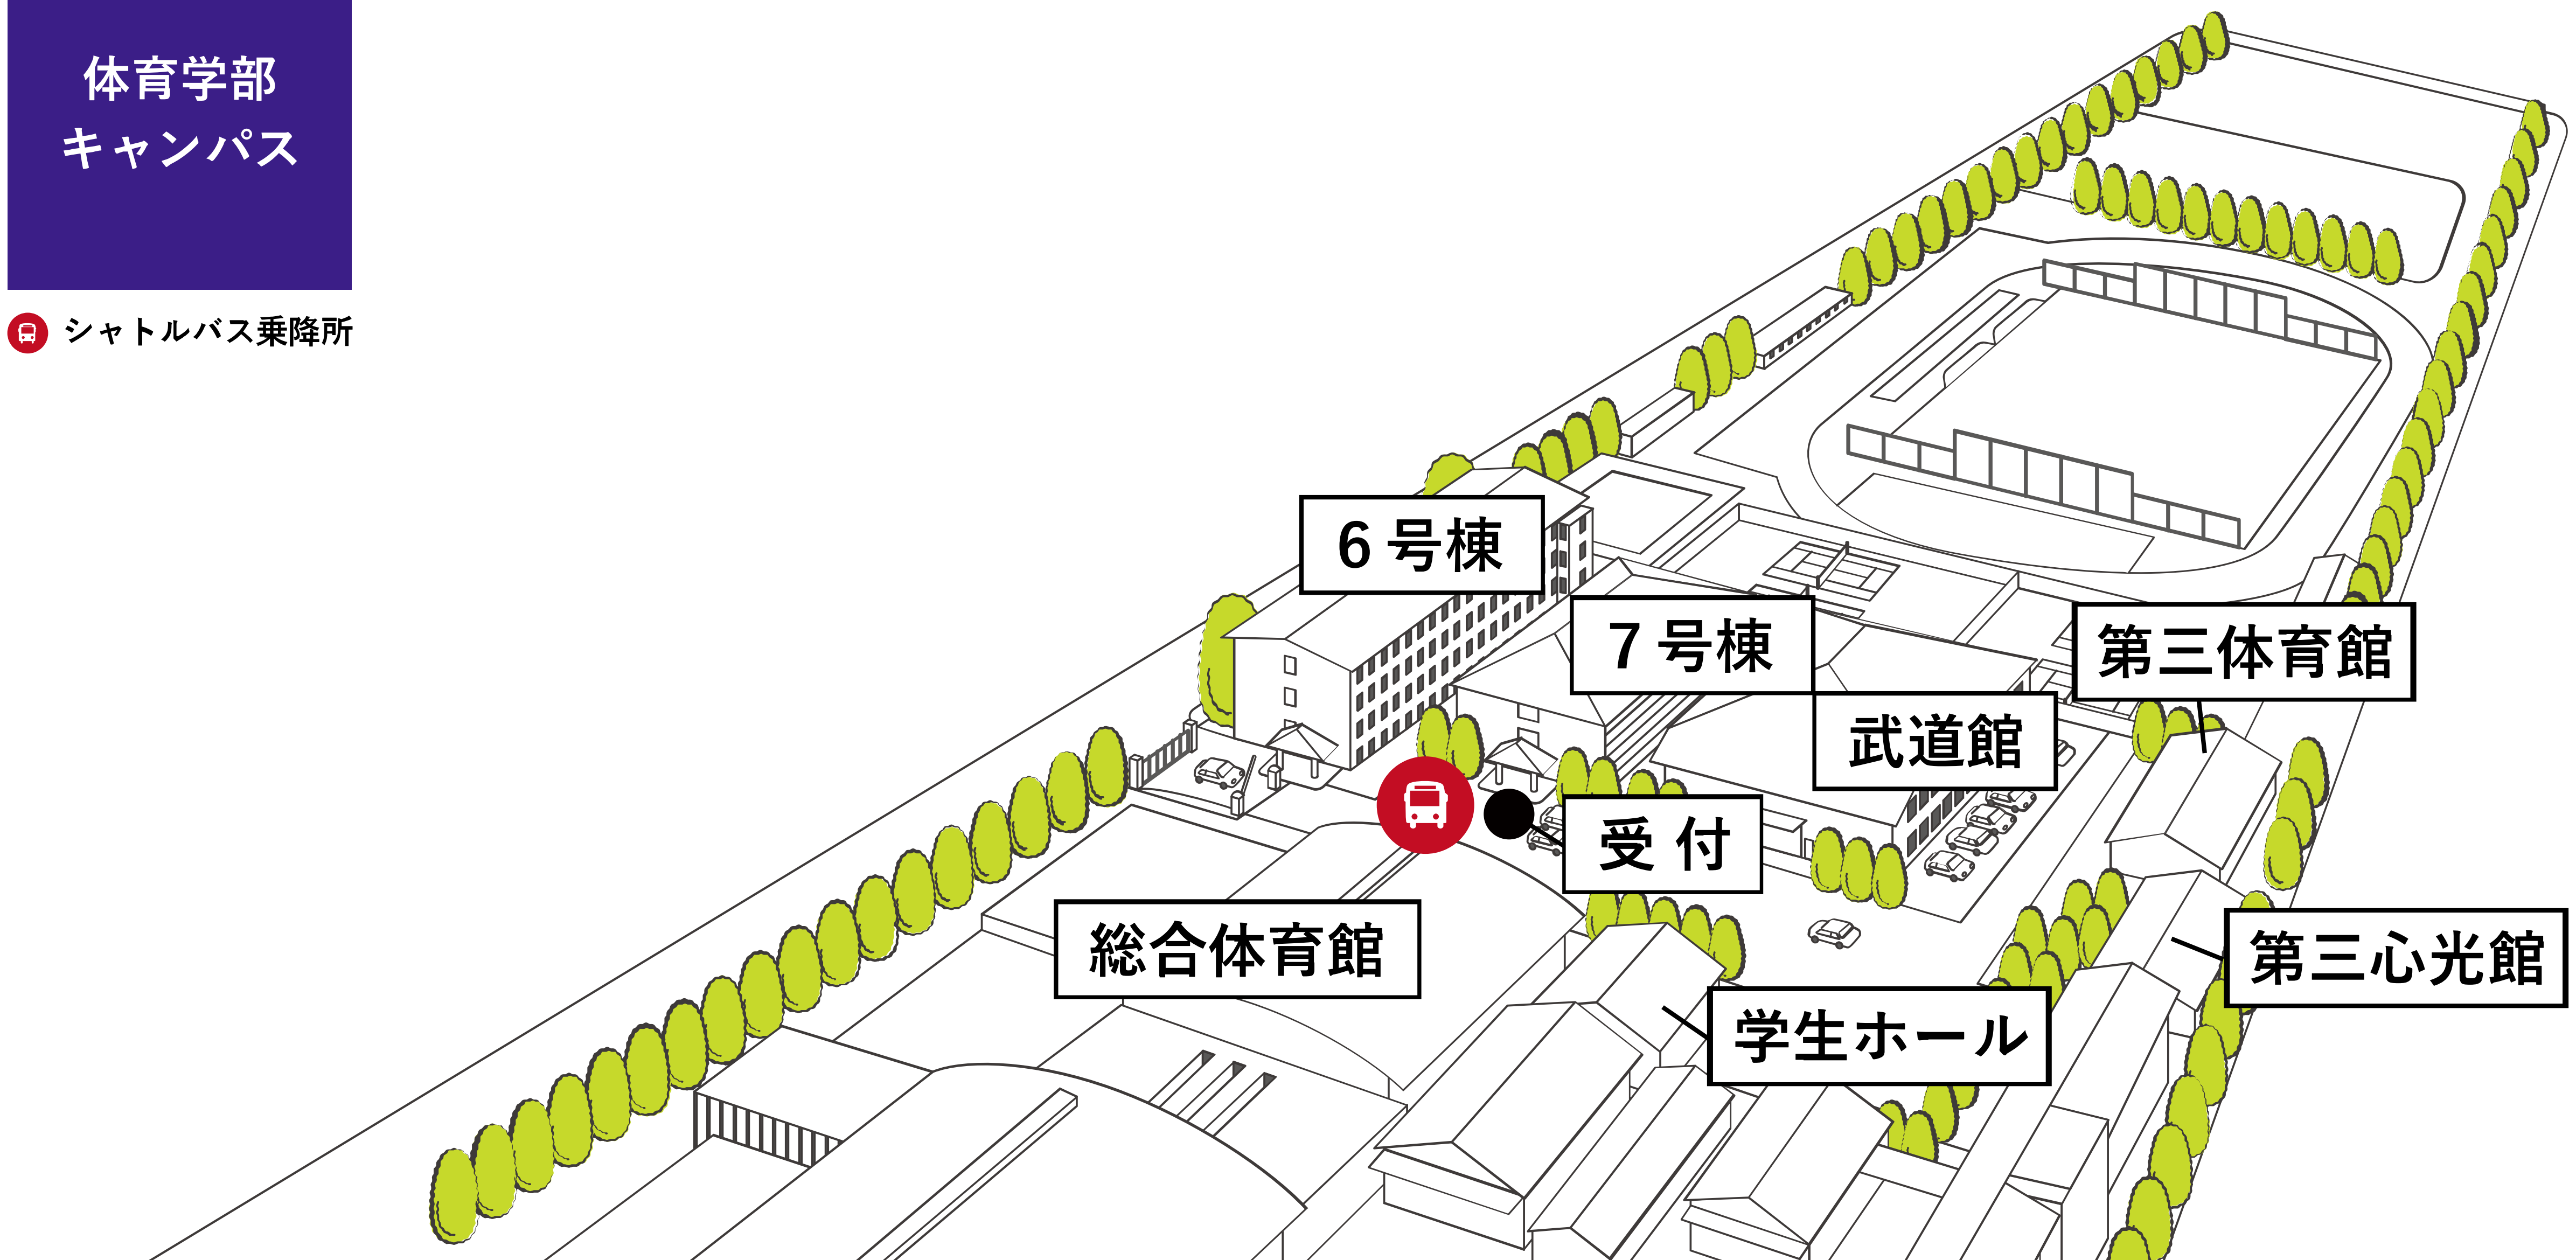 体育学部
キャンパス
シャトルバス乗降所
6号棟
7号棟
第三体育館
武道館
受付
総合体育館
第三心光館
学生ホール